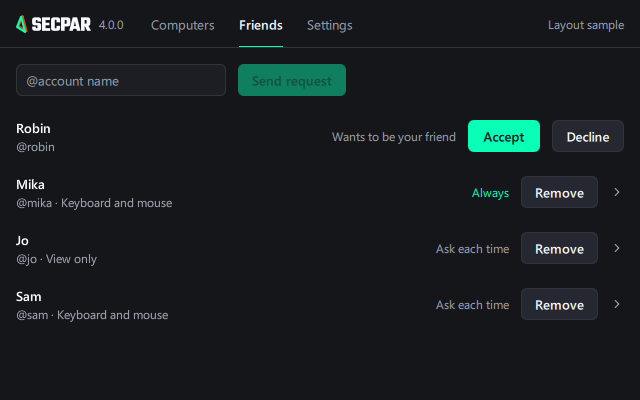 SECPAR 4.0.0 Computers Friends Settings Layout sample
@account name Send request
Robin
@robin
Wants to be your friend Accept Decline
Mika
@mika · Keyboard and mouse
Always Remove
Jo
@jo · View only
Ask each time Remove
Sam
@sam · Keyboard and mouse
Ask each time Remove